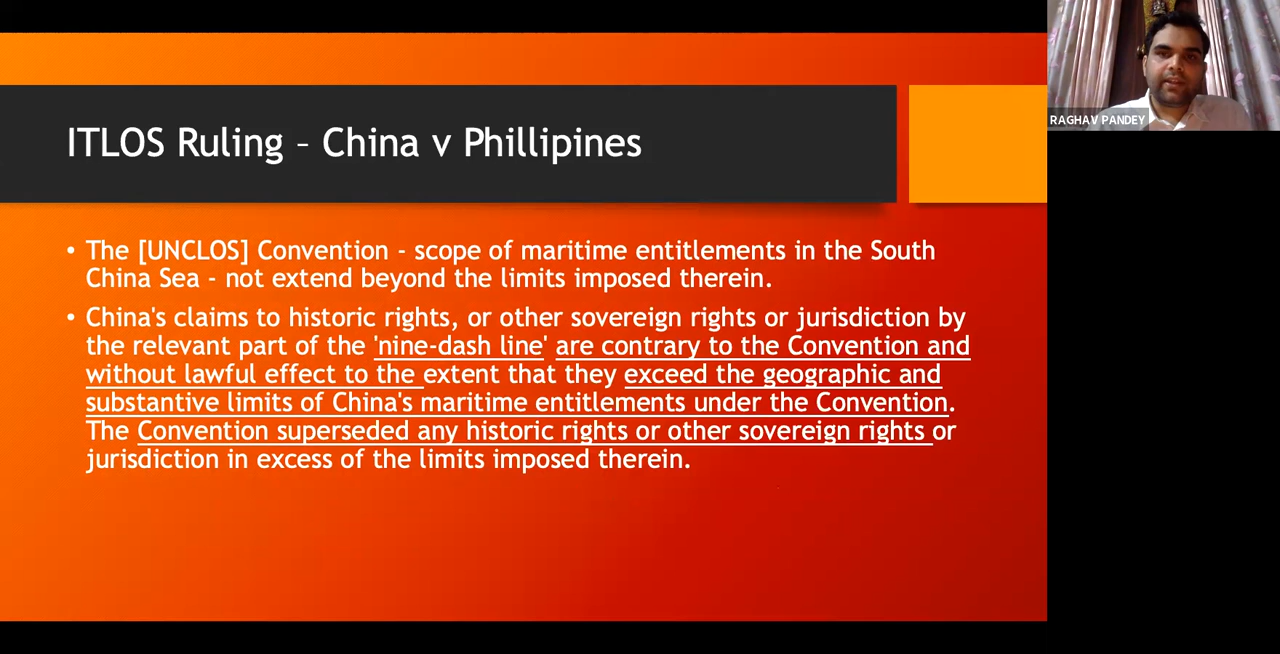 ITLOS Ruling – China v Phillipines
• The [UNCLOS] Convention - scope of maritime entitlements in the South
China Sea - not extend beyond the limits imposed therein.
• China's claims to historic rights, or other sovereign rights or jurisdiction by
the relevant part of the 'nine-dash line' are contrary to the Convention and
without lawful effect to the extent that they exceed the geographic and
substantive limits of China's maritime entitlements under the Convention.
The Convention superseded any historic rights or other sovereign rights or
jurisdiction in excess of the limits imposed therein.
RAGHAV PANDEY